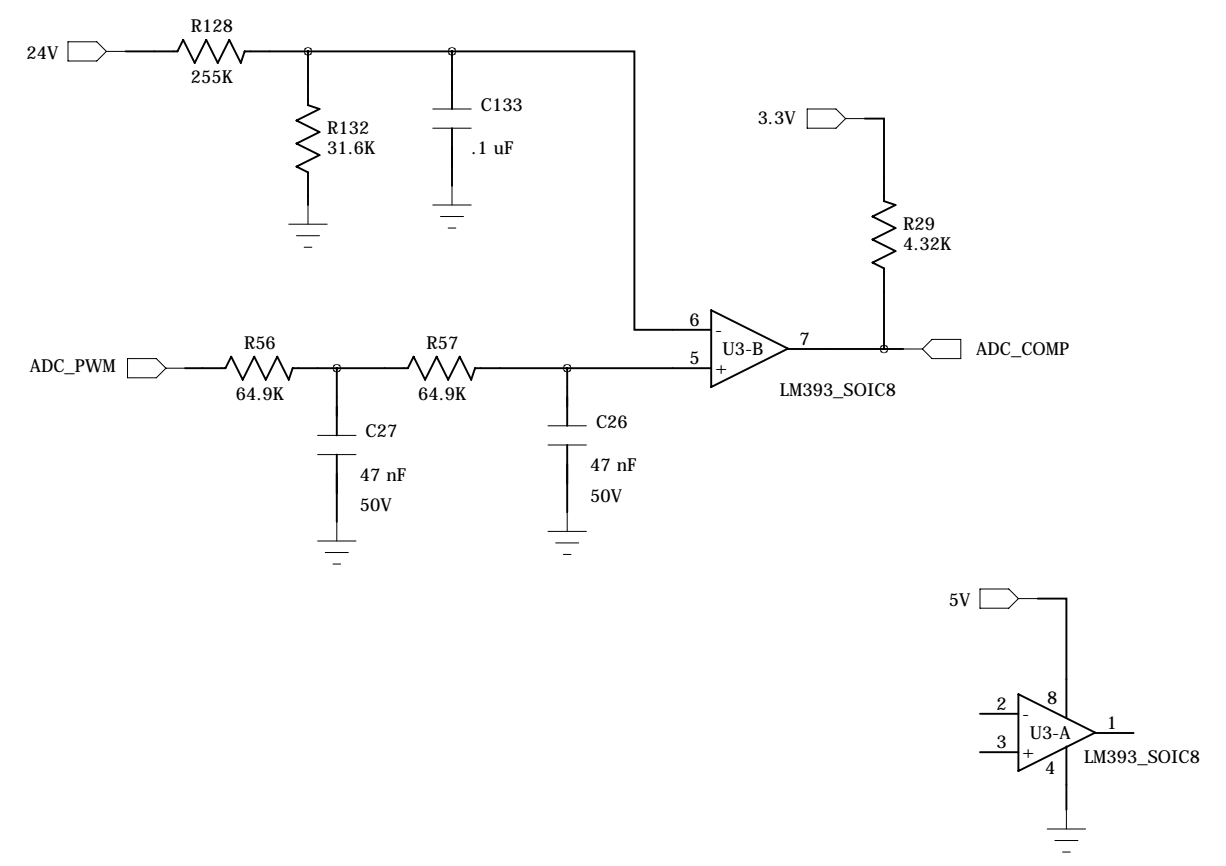 R128
24V
255K
C133
R132
31.6K
.1 uF
3.3V
R29
4.32K
6
-
U3-B
7
5
+
ADC_COMP
LM393_SOIC8
R56
R57
ADC_PWM
64.9K
64.9K
C27
C26
47 nF
50V
47 nF
50V
5V
8
2
-
U3-A
1
3
+
4
LM393_SOIC8